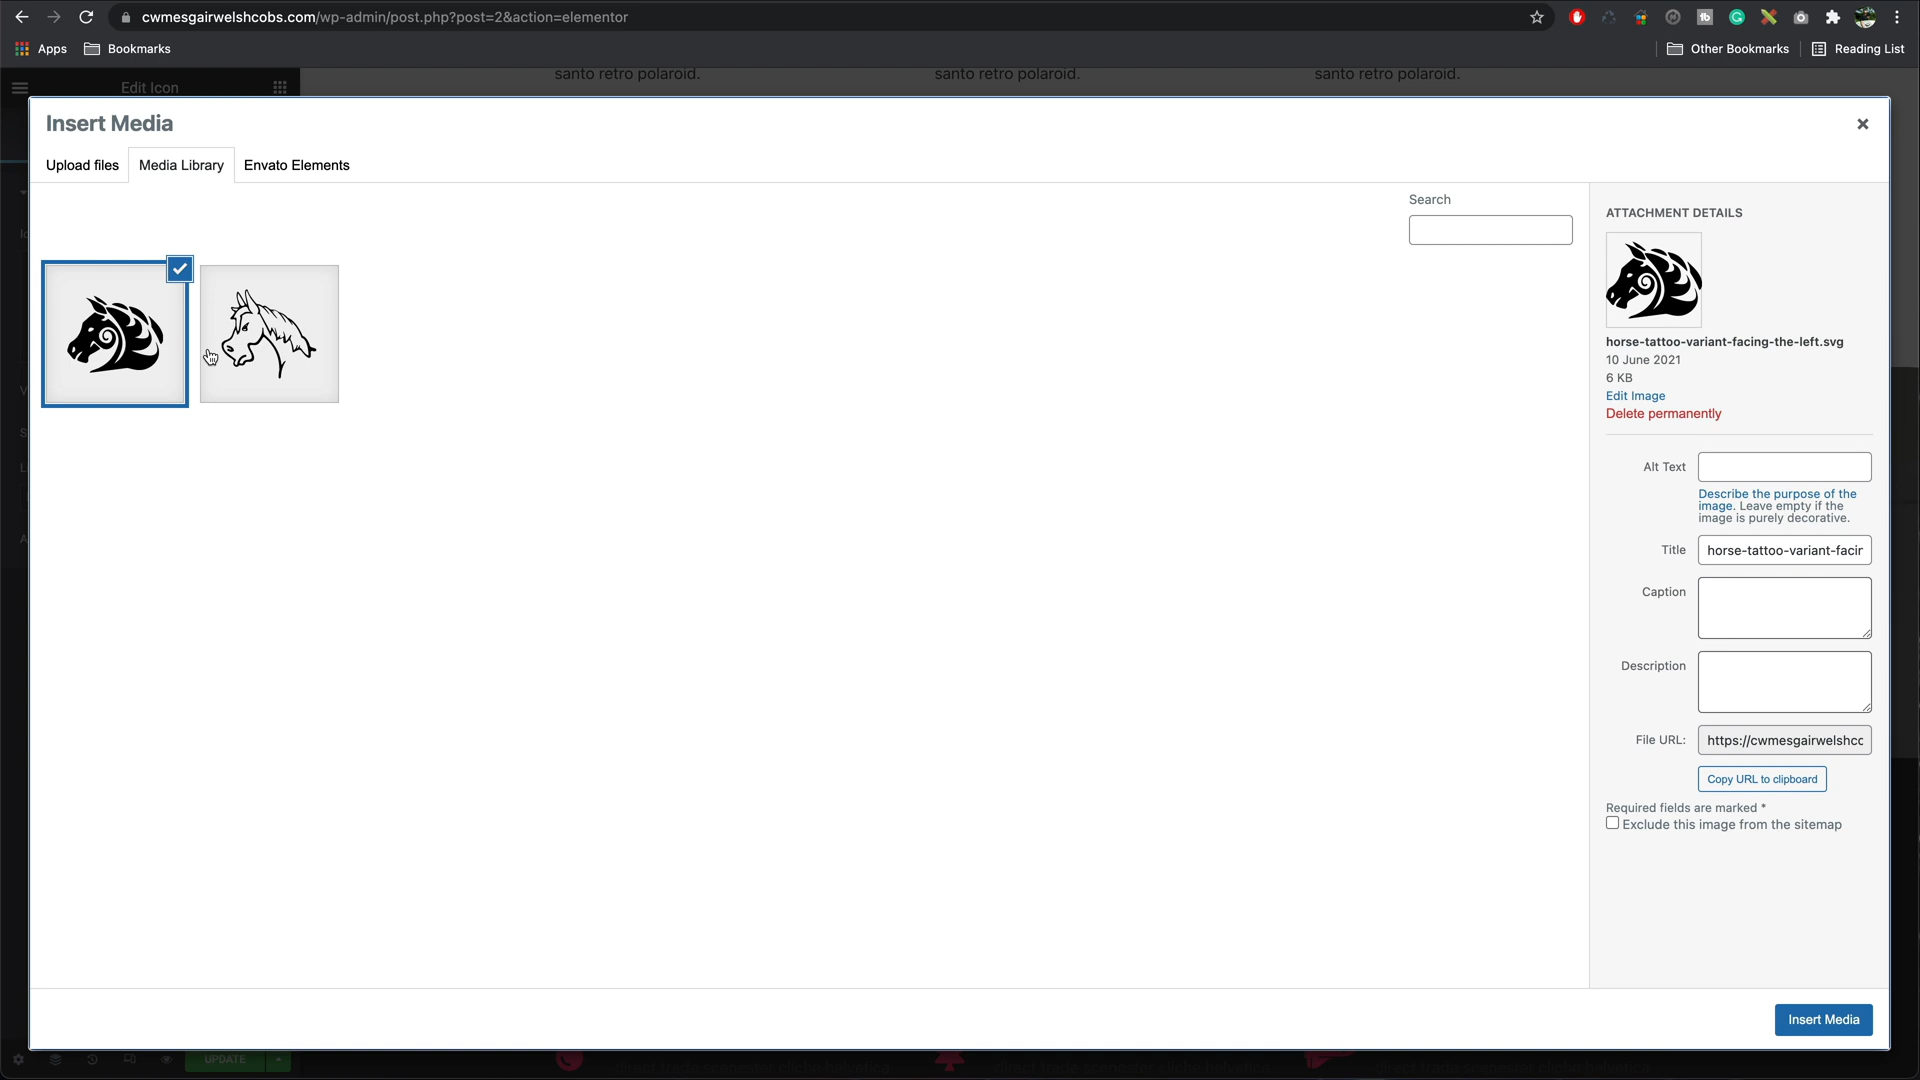 cwmesgairwelshcobs.com/wp-admin/post.php?post=2&action=elementor
Apps
Bookmarks
Other Bookmarks
Reading List
Edit Icon
santo retro polaroid.
santo retro polaroid.
santo retro polaroid.
Insert Media
Upload files
Media Library
Envato Elements
Search
ATTACHMENT DETAILS
horse-tattoo-variant-facing-the-left.svg
10 June 2021
6 KB
Edit Image
Delete permanently
Alt Text
Describe the purpose of the
image. Leave empty if the
image is purely decorative.
Title
horse-tattoo-variant-facir
Caption
Description
File URL:
https://cwmesgairwelshcc
Copy URL to clipboard
Required fields are marked *
Exclude this image from the sitemap
Insert Media
UPDATE